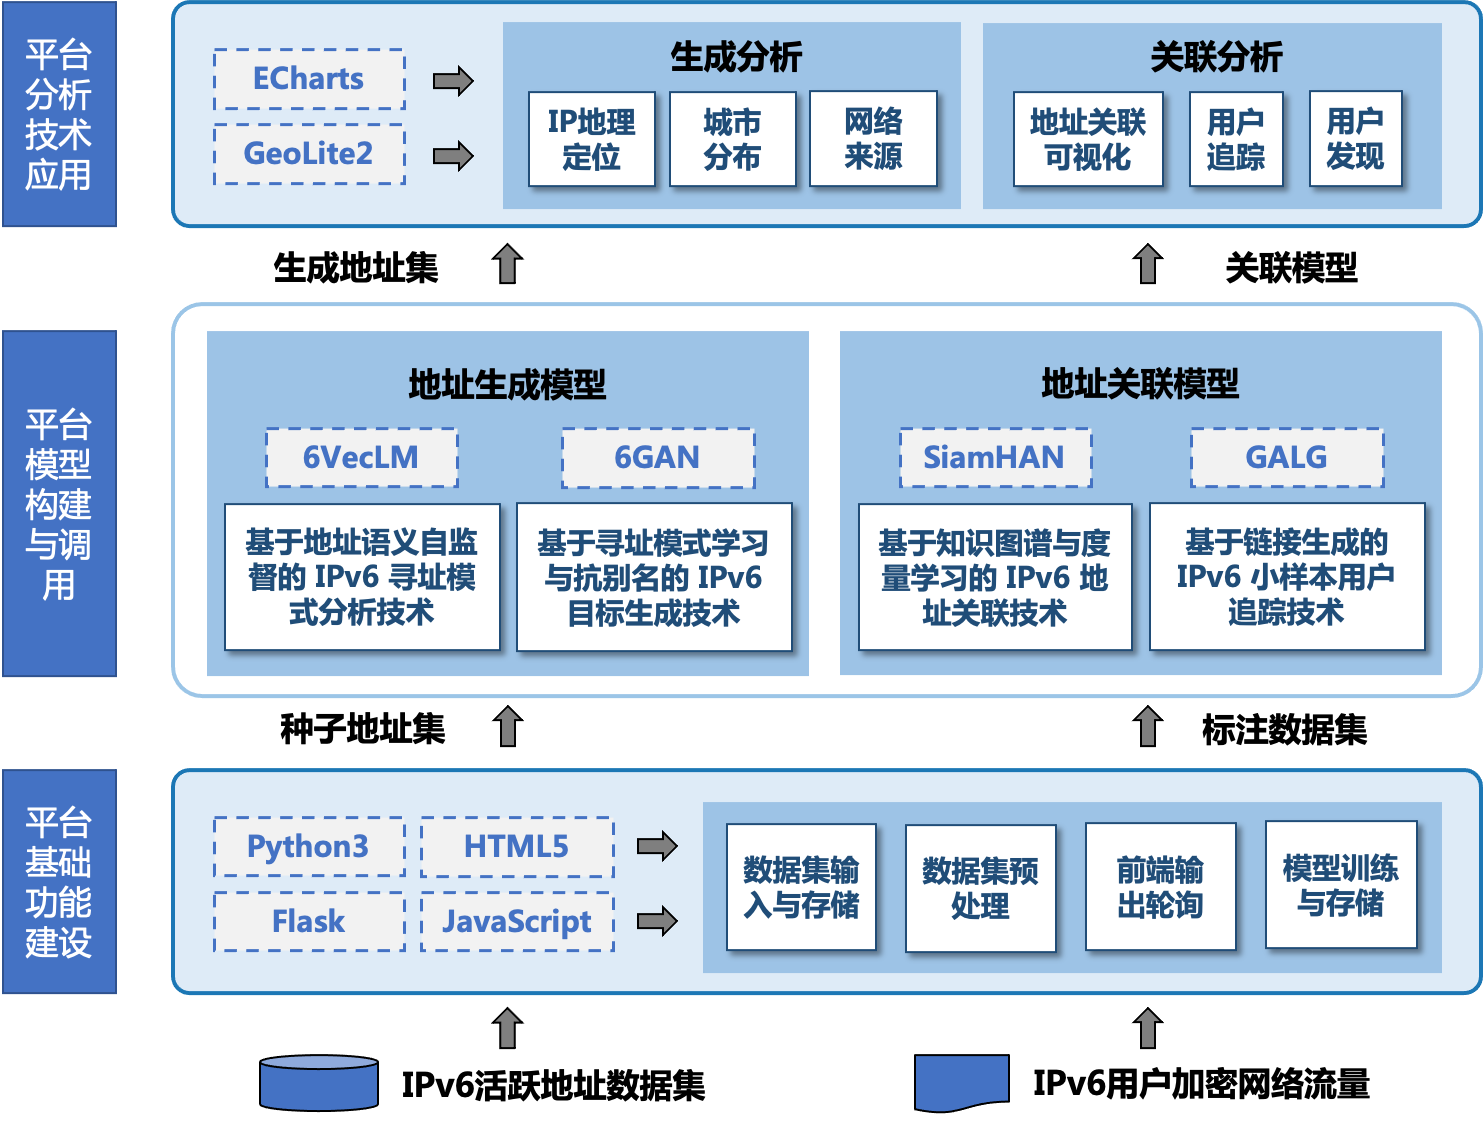 平台
分析
技术
应用
ECharts
GeoLite2
生成分析
IP地理
定位
城市
分布
网络
来源
关联分析
地址关联
可视化
用户
追踪
用户
发现
生成地址集
关联模型
平台
模型
构建
与调
用
地址生成模型
6VecLM
基于地址语义自监
督的 IPv6 寻址模
式分析技术
6GAN
基于寻址模式学习
与抗别名的 IPv6
目标生成技术
地址关联模型
SiamHAN
基于知识图谱与度
量学习的 IPv6 地
址关联技术
GALG
基于链接生成的
IPv6 小样本用户
追踪技术
种子地址集
标注数据集
平台
基础
功能
建设
Python3
HTML5
Flask
JavaScript
数据集输
入与存储
数据集预
处理
前端输
出轮询
模型训练
与存储
IPv6活跃地址数据集
IPv6用户加密网络流量